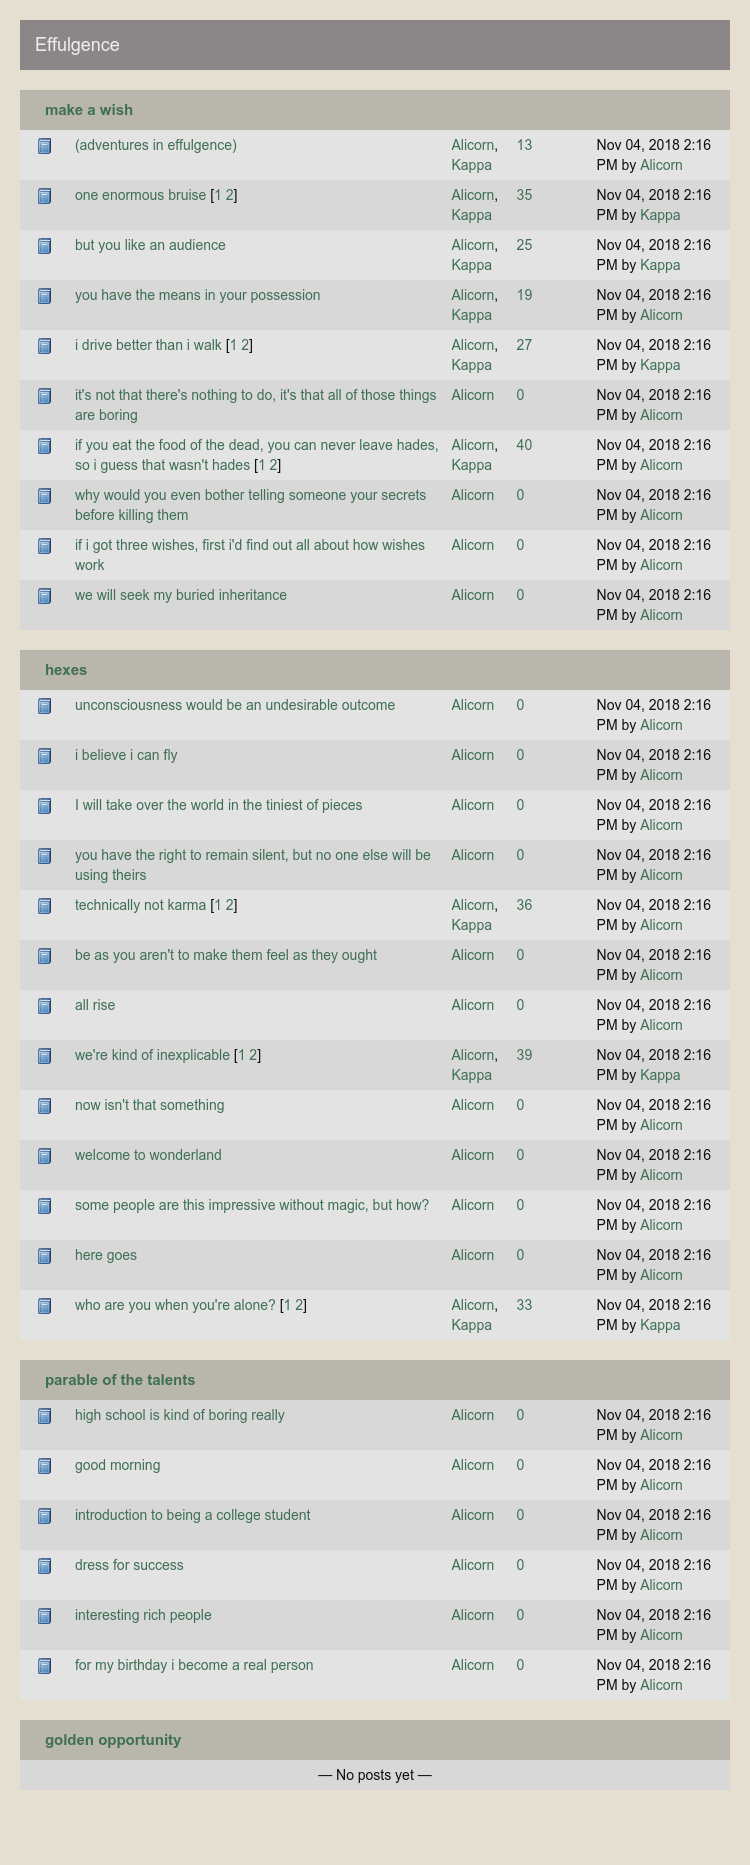 Effulgence
make a wish
(adventures in effulgence) Alicorn, 13 Nov 04, 2018 2:16
Kappa PM by Alicorn
one enormous bruise [1 2] Alicorn, 35 Nov 04, 2018 2:16
Kappa PM by Kappa
but you like an audience Alicorn, 25 Nov 04, 2018 2:16
Kappa PM by Kappa
you have the means in your possession Alicorn, 19 Nov 04, 2018 2:16
Kappa PM by Alicorn
i drive better than i walk [1 2] Alicorn, 27 Nov 04, 2018 2:16
Kappa PM by Kappa
it's not that there's nothing to do, it's that all of those things Alicorn 0 Nov 04, 2018 2:16
are boring PM by Alicorn
if you eat the food of the dead, you can never leave hades, Alicorn, 40 Nov 04, 2018 2:16
so i guess that wasn't hades [1 2] Kappa PM by Alicorn
why would you even bother telling someone your secrets Alicorn 0 Nov 04, 2018 2:16
before killing them PM by Alicorn
if i got three wishes, first i'd find out all about how wishes Alicorn 0 Nov 04, 2018 2:16
work PM by Alicorn
we will seek my buried inheritance Alicorn 0 Nov 04, 2018 2:16
PM by Alicorn
hexes
unconsciousness would be an undesirable outcome Alicorn 0 Nov 04, 2018 2:16
PM by Alicorn
i believe i can fly Alicorn 0 Nov 04, 2018 2:16
PM by Alicorn
I will take over the world in the tiniest of pieces Alicorn 0 Nov 04, 2018 2:16
PM by Alicorn
you have the right to remain silent, but no one else will be Alicorn 0 Nov 04, 2018 2:16
using theirs PM by Alicorn
technically not karma [1 2] Alicorn, 36 Nov 04, 2018 2:16
Kappa PM by Alicorn
be as you aren't to make them feel as they ought Alicorn 0 Nov 04, 2018 2:16
PM by Alicorn
all rise Alicorn 0 Nov 04, 2018 2:16
PM by Alicorn
we're kind of inexplicable [1 2] Alicorn, 39 Nov 04, 2018 2:16
Kappa PM by Kappa
now isn't that something Alicorn 0 Nov 04, 2018 2:16
PM by Alicorn
welcome to wonderland Alicorn 0 Nov 04, 2018 2:16
PM by Alicorn
some people are this impressive without magic, but how? Alicorn 0 Nov 04, 2018 2:16
PM by Alicorn
here goes Alicorn 0 Nov 04, 2018 2:16
PM by Alicorn
who are you when you're alone? [1 2] Alicorn, 33 Nov 04, 2018 2:16
Kappa PM by Kappa
parable of the talents
high school is kind of boring really Alicorn 0 Nov 04, 2018 2:16
PM by Alicorn
good morning Alicorn 0 Nov 04, 2018 2:16
PM by Alicorn
introduction to being a college student Alicorn 0 Nov 04, 2018 2:16
PM by Alicorn
dress for success Alicorn 0 Nov 04, 2018 2:16
PM by Alicorn
interesting rich people Alicorn 0 Nov 04, 2018 2:16
PM by Alicorn
for my birthday i become a real person Alicorn 0 Nov 04, 2018 2:16
PM by Alicorn
golden opportunity
— No posts yet —